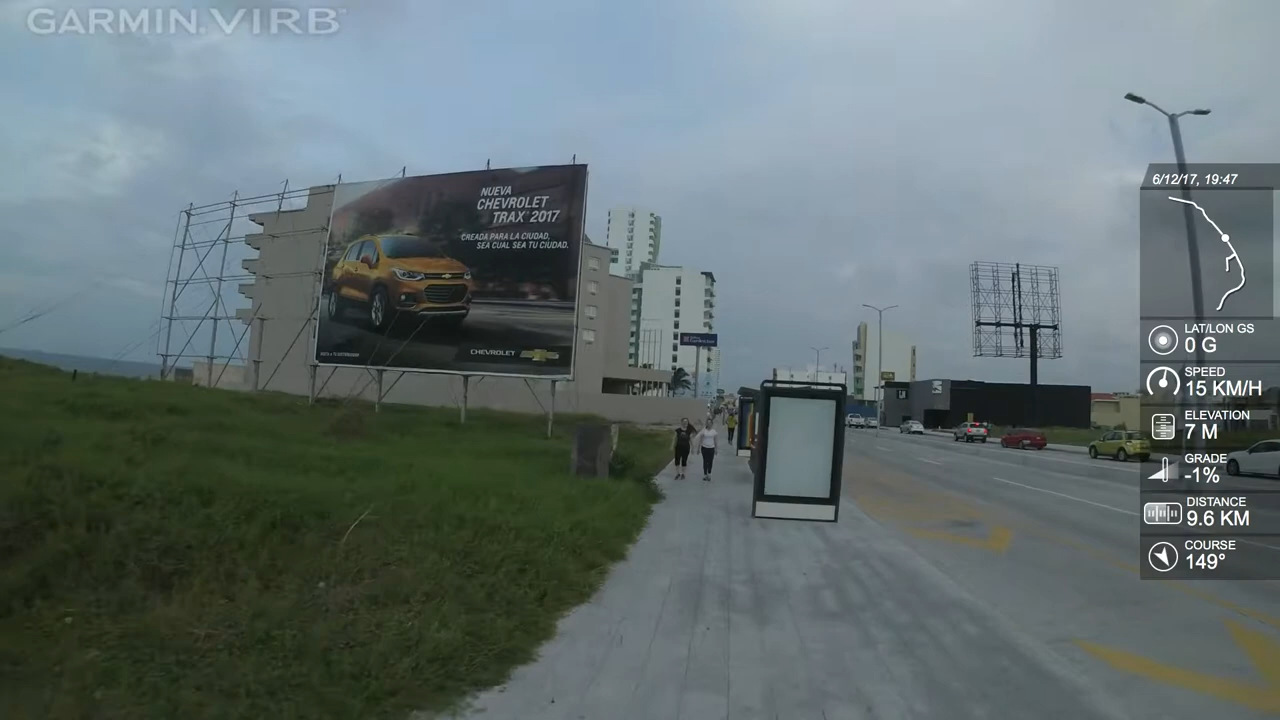 GARMIN.VIRB
NUEVA
CHEVROLET
TRAX 2017
CREADA PARA LA CIUDAD,
SEA CUAL SEA TU CIUDAD.
CHEVROLET
6/12/17, 19:47
LAT/LON GS
0 G
SPEED
15 KM/H
ELEVATION
7 M
GRADE
-1%
DISTANCE
9.6 KM
COURSE
149°